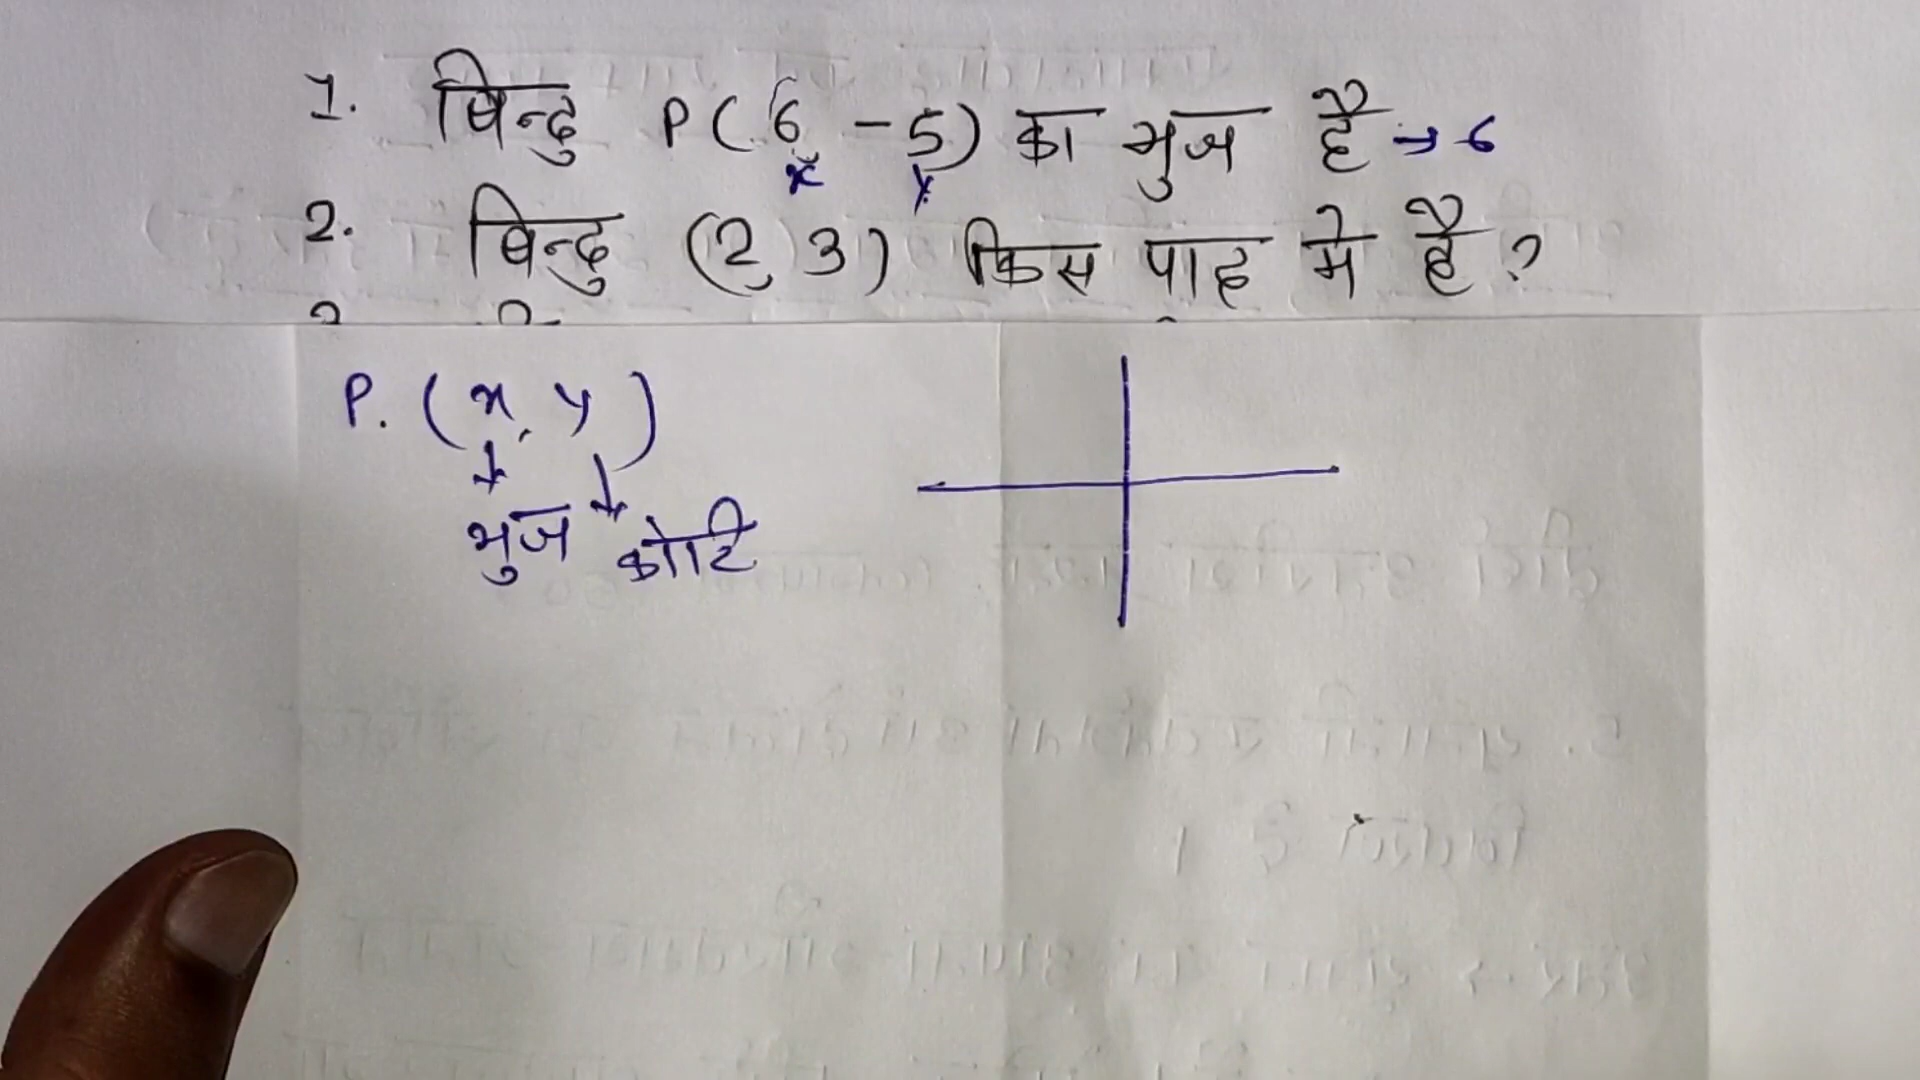 1. बिन्दु P(6 -5) का भुज है → 6
x y
2. बिन्दु (2, 3) किस पाद मे है ?
P. (x, y)
भुज कोटि